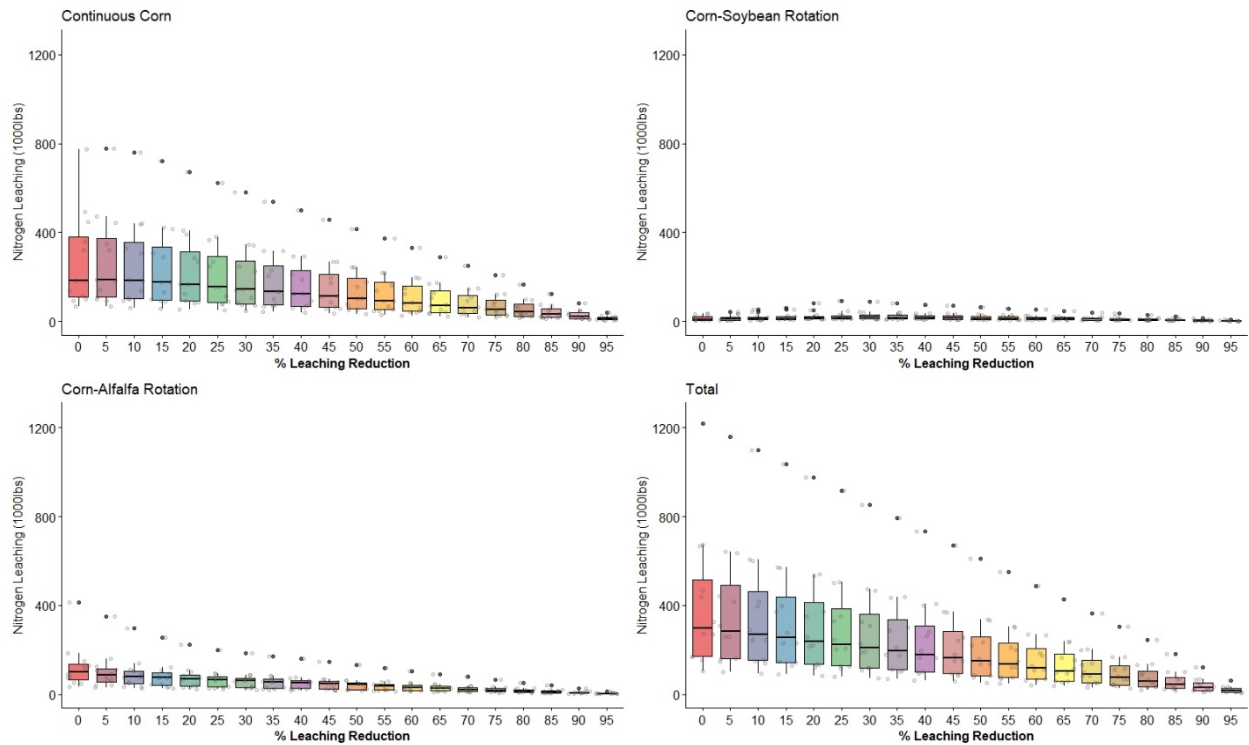 Continuous Corn
Nitrogen Leaching (1000lbs)
1200
800
400
0
0 5 10 15 20 25 30 35 40 45 50 55 60 65 70 75 80 85 90 95
% Leaching Reduction
Corn-Soybean Rotation
Nitrogen Leaching (1000lbs)
1200
800
400
0
0 5 10 15 20 25 30 35 40 45 50 55 60 65 70 75 80 85 90 95
% Leaching Reduction
Corn-Alfalfa Rotation
Nitrogen Leaching (1000lbs)
1200
800
400
0
0 5 10 15 20 25 30 35 40 45 50 55 60 65 70 75 80 85 90 95
% Leaching Reduction
Total
Nitrogen Leaching (1000lbs)
1200
800
400
0
0 5 10 15 20 25 30 35 40 45 50 55 60 65 70 75 80 85 90 95
% Leaching Reduction